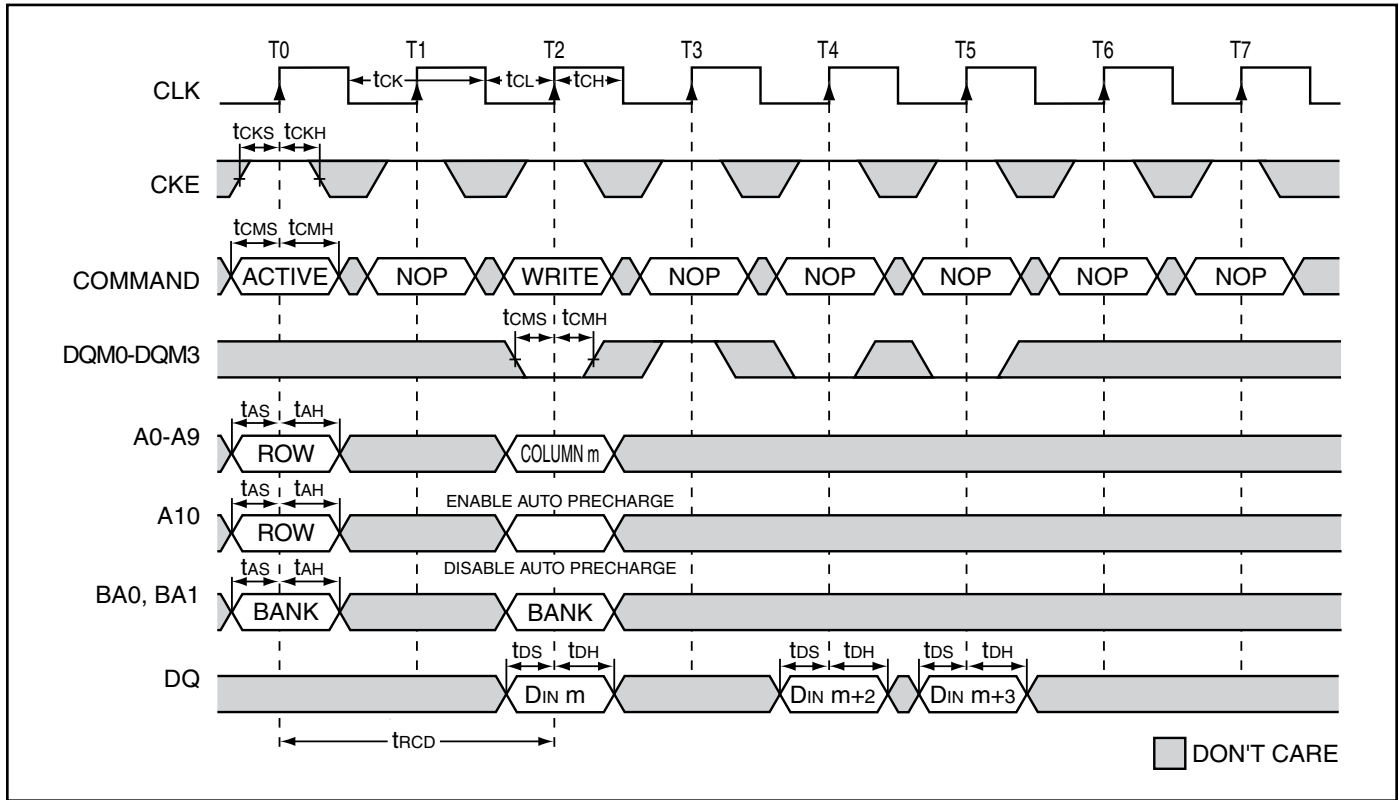 T0 T1 T2 T3 T4 T5 T6 T7
CLK
tCK tCL tCH
tCKS tCKH
CKE
tCMS tCMH
COMMAND
ACTIVE NOP WRITE NOP NOP NOP NOP NOP
tCMS tCMH
DQM0-DQM3
tAS tAH
A0-A9
ROW COLUMN m
tAS tAH
ENABLE AUTO PRECHARGE
A10
ROW
DISABLE AUTO PRECHARGE
tAS tAH
BA0, BA1
BANK BANK
tDS tDH tDS tDH tDS tDH
DQ
DIN m DIN m+2 DIN m+3
tRCD
DON'T CARE